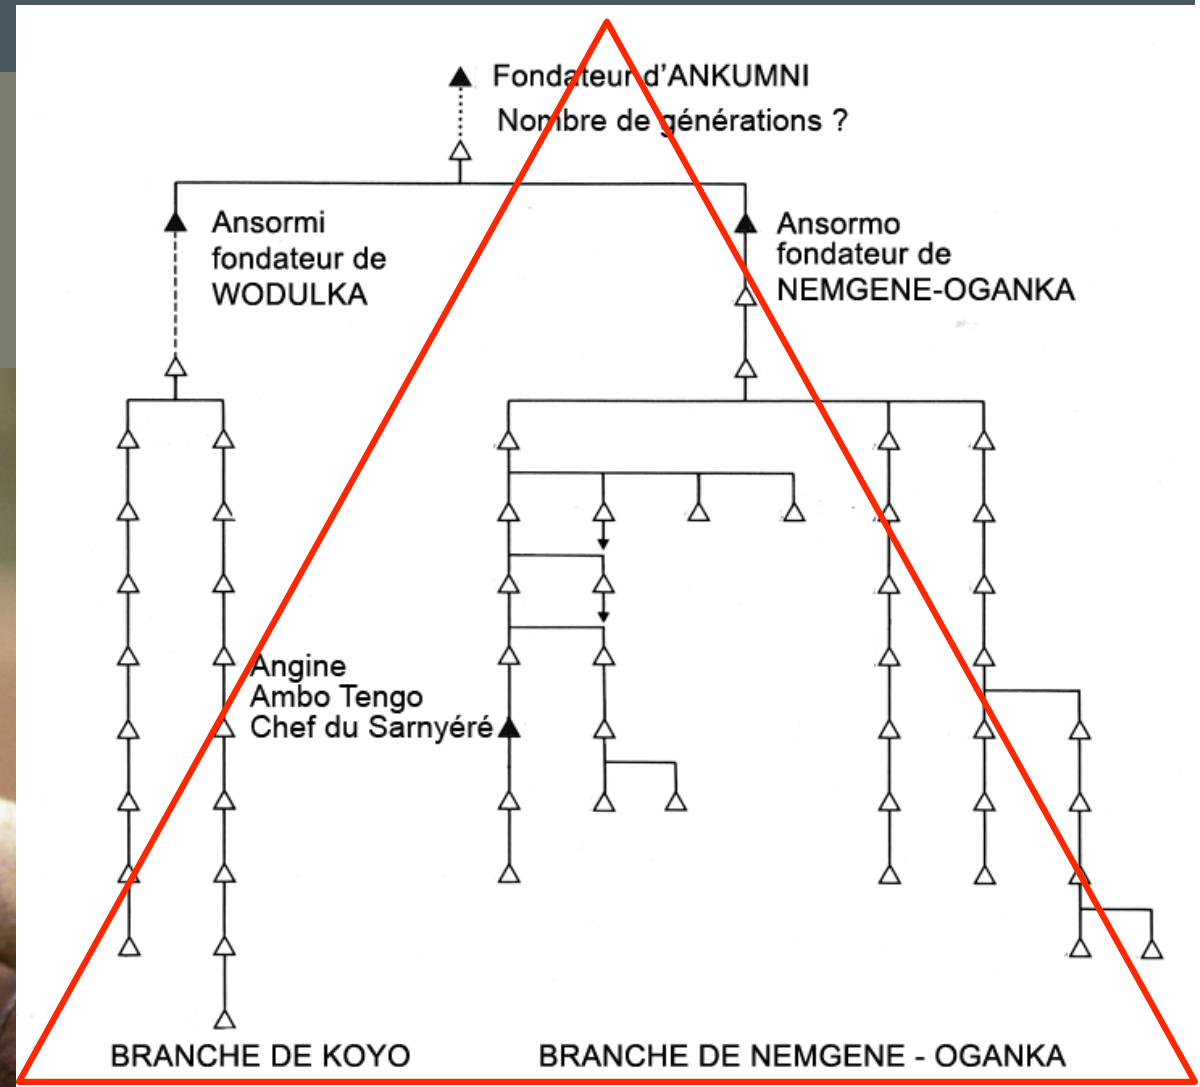 Fondateur d'ANKUMNI
Nombre de générations ?
Ansormi
fondateur de
WODULKA
Ansormo
fondateur de
NEMGENE-OGANKA
Angine
Ambo Tengo
Chef du Sarnyéré
BRANCHE DE KOYO
BRANCHE DE NEMGENE - OGANKA